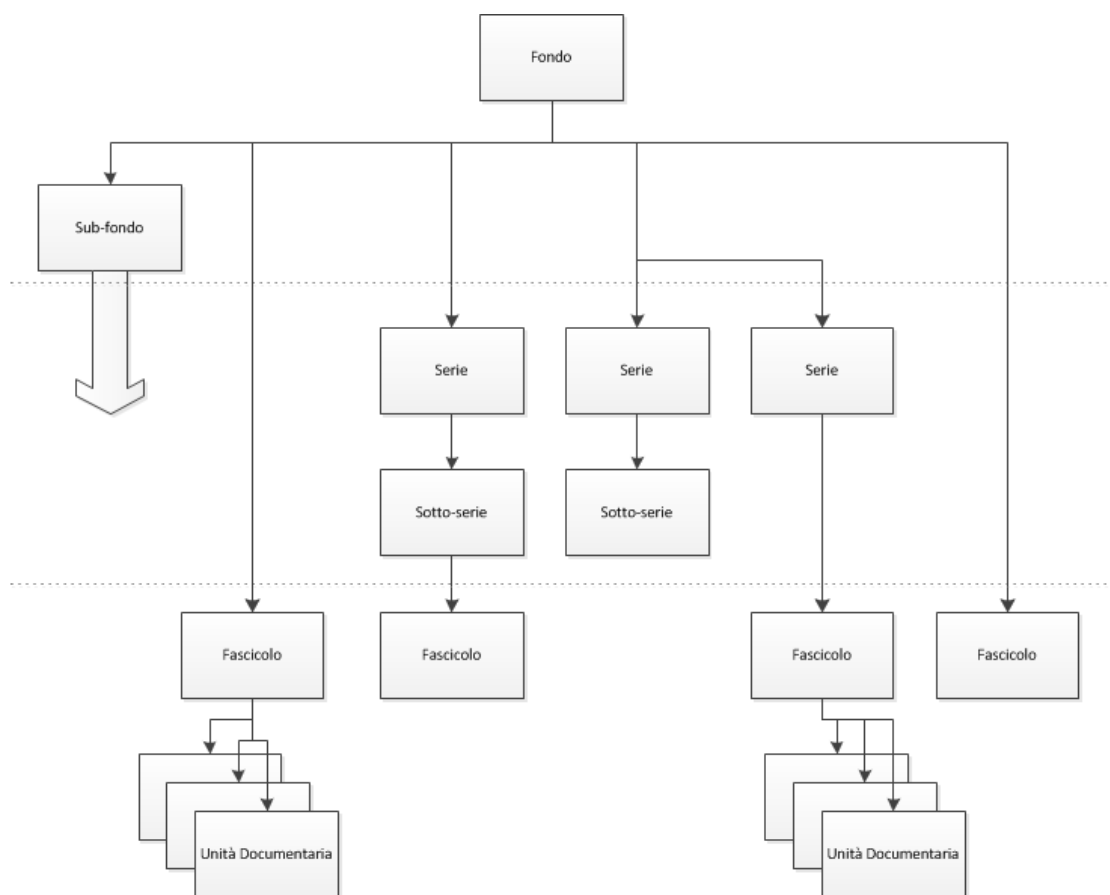 Fondo
Sub-fondo
Serie
Serie
Serie
Sotto-serie
Sotto-serie
Fascicolo
Fascicolo
Fascicolo
Fascicolo
Unità Documentaria
Unità Documentaria